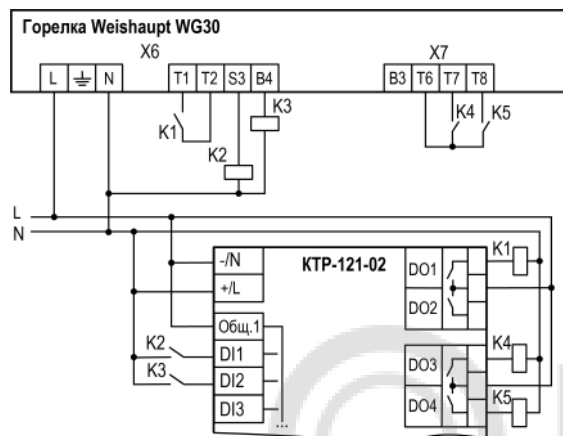 Горелка Weishaupt WG30
X6 X7
L N T1 T2 S3 B4 B3 T6 T7 T8
K1 K2 K3 K4 K5
L
N
КТР-121-02
-/N
+/L
Общ.1
DI1
DI2
DI3
...
K2
K3
DO1
DO2
DO3
DO4
K1
K4
K5